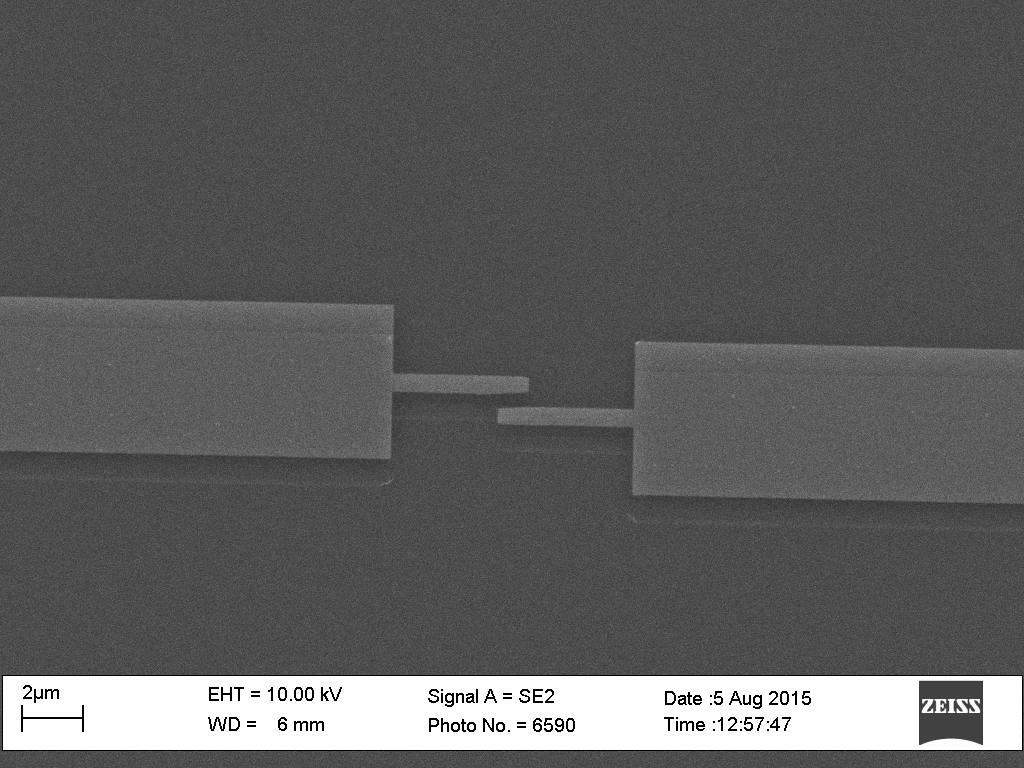 2µm
EHT = 10.00 kV
WD = 6 mm
Signal A = SE2
Photo No. = 6590
Date :5 Aug 2015
Time :12:57:47
ZEISS